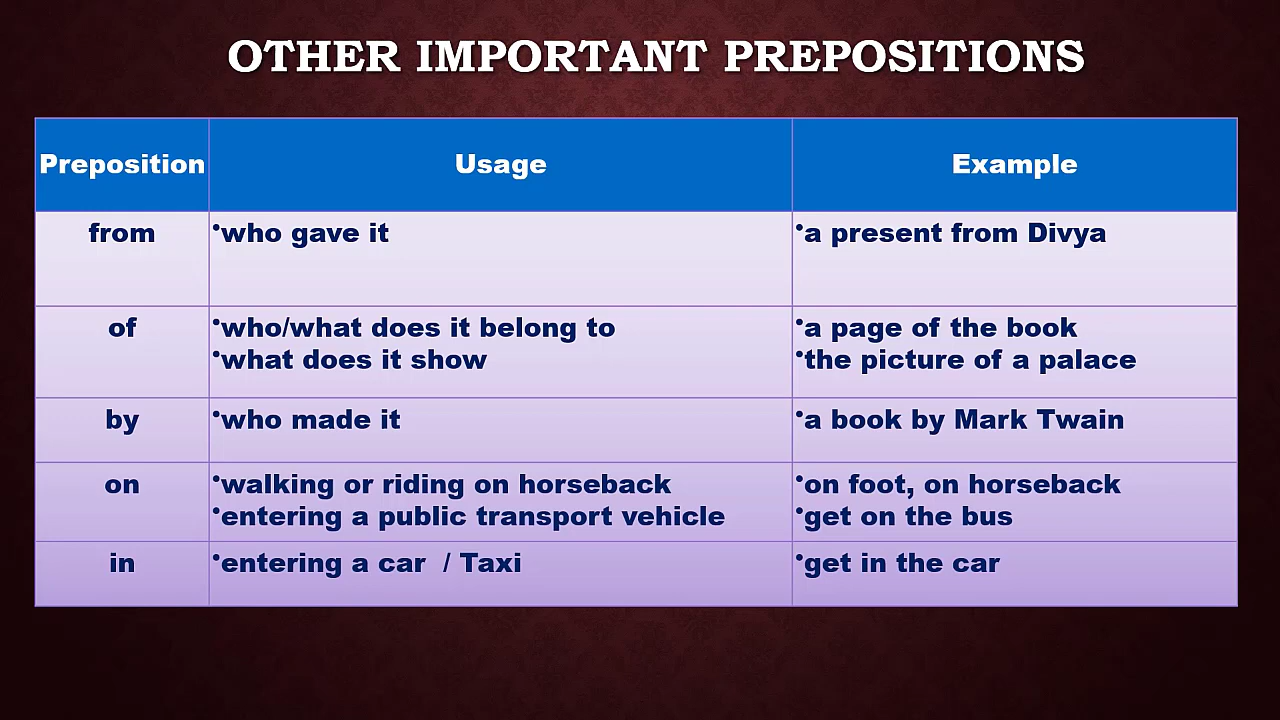 OTHER IMPORTANT PREPOSITIONS
Preposition Usage Example
from •who gave it •a present from Divya
of •who/what does it belong to •a page of the book
•what does it show •the picture of a palace
by •who made it •a book by Mark Twain
on •walking or riding on horseback •on foot, on horseback
•entering a public transport vehicle •get on the bus
in •entering a car / Taxi •get in the car